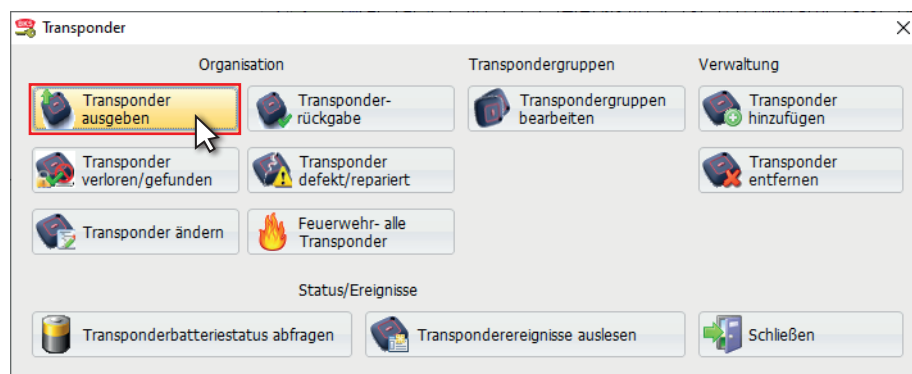 BKS Transponder
Organisation
Transpondergruppen
Verwaltung
Transponder
ausgeben
Transponder-
rückgabe
Transpondergruppen
bearbeiten
Transponder
hinzufügen
Transponder
verloren/gefunden
Transponder
defekt/repariert
Transponder
entfernen
Transponder ändern
Feuerwehr- alle
Transponder
Status/Ereignisse
Transponderbatteriestatus abfragen
Transponderereignisse auslesen
Schließen